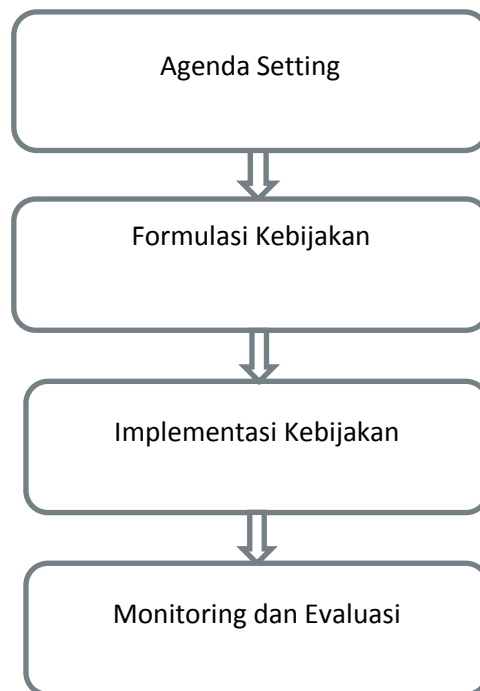 Agenda Setting
Formulasi Kebijakan
Implementasi Kebijakan
Monitoring dan Evaluasi